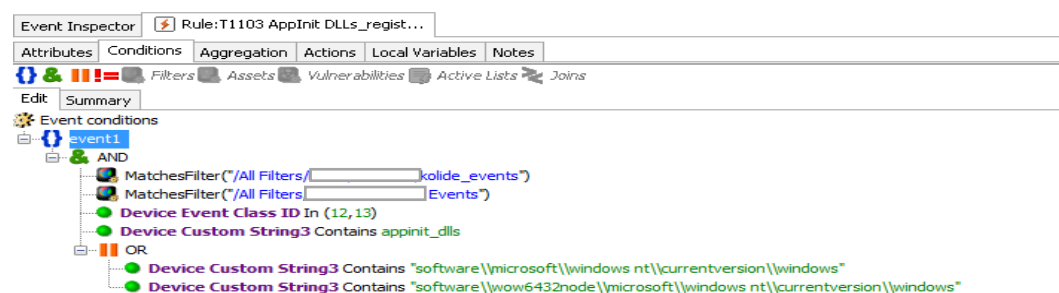 Event Inspector Rule:T1103 AppInit DLLs_regist...
Attributes Conditions Aggregation Actions Local Variables Notes
{} & != Filters Assets Vulnerabilities Active Lists Joins
Edit Summary
Event conditions
{} event1
& AND
MatchesFilter("/All Filters/ kolide_events")
MatchesFilter("/All Filters Events")
Device Event Class ID In (12,13)
Device Custom String3 Contains appinit_dlls
OR
Device Custom String3 Contains "software\\microsoft\\windows nt\\currentversion\\windows"
Device Custom String3 Contains "software\\wow6432node\\microsoft\\windows nt\\currentversion\\windows"